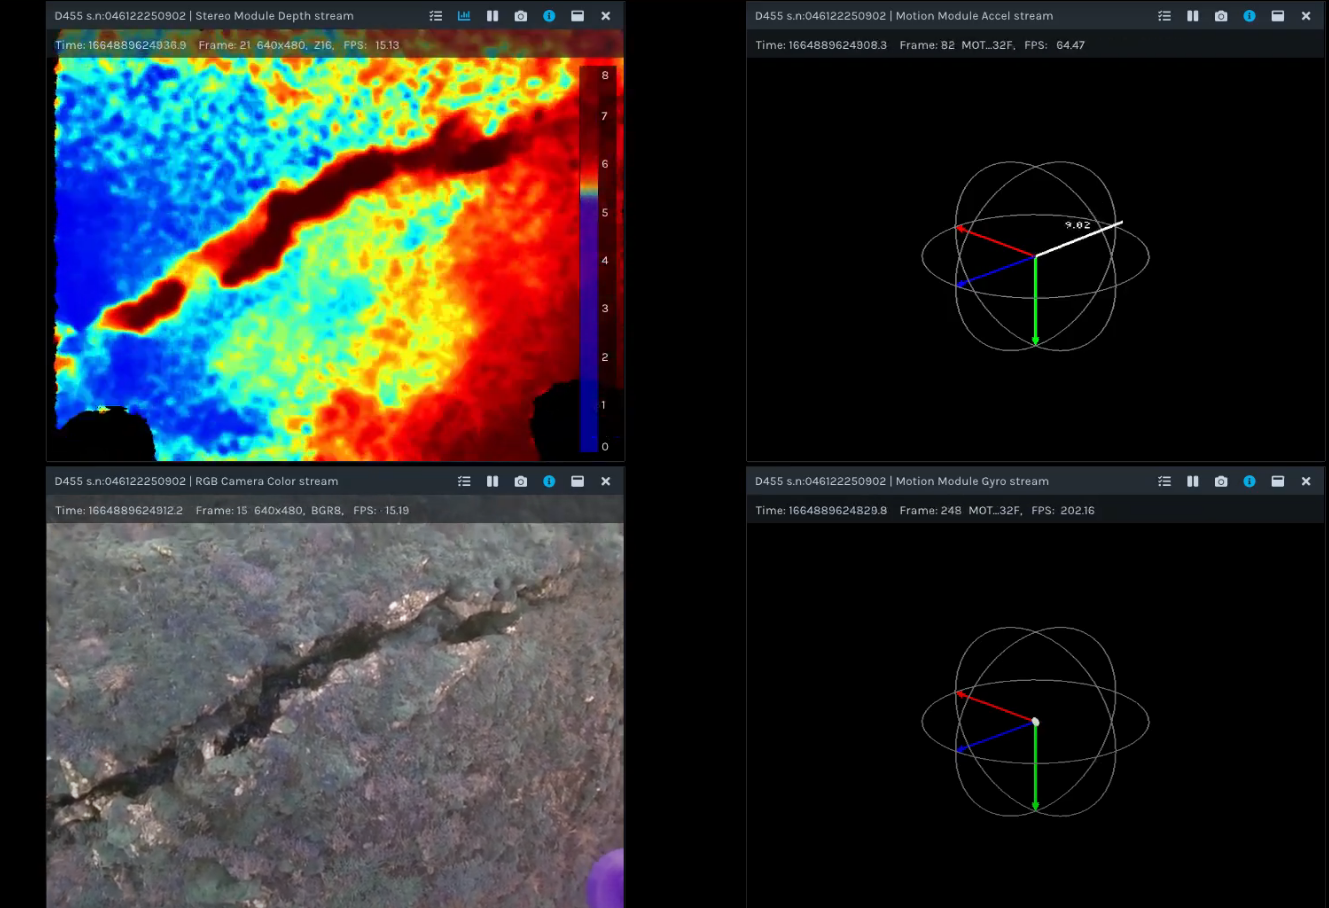 D455 s.n:046122250902 | Stereo Module Depth stream
Time: 1664889624936.9 Frame: 21 640x480, Z16, FPS: 15.13
8
7
6
5
4
3
2
1
0
D455 s.n:046122250902 | Motion Module Accel stream
Time: 1664889624908.3 Frame: 82 MOT...32F, FPS: 64.47
9.82
D455 s.n:046122250902 | RGB Camera Color stream
Time: 1664889624912.2 Frame: 15 640x480, BGR8, FPS: 15.19
D455 s.n:046122250902 | Motion Module Gyro stream
Time: 1664889624829.8 Frame: 248 MOT...32F, FPS: 202.16